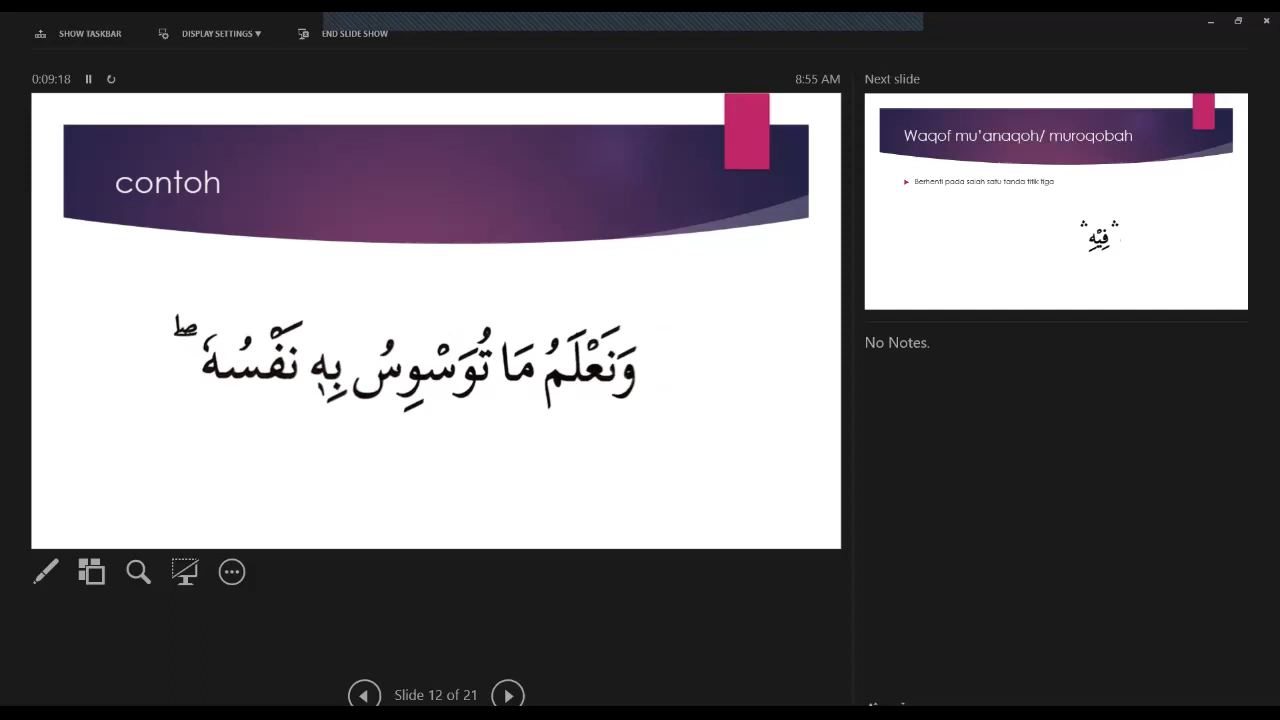 SHOW TASKBAR
DISPLAY SETTINGS ▼
END SLIDE SHOW
0:09:18
8:55 AM
Next slide
contoh
وَنَعْلَمُ مَا تُوَسْوِسُ بِهٖ نَفْسُهٗ ۖ
Waqof mu'anaqoh/ muroqobah
Berhenti pada salah satu tanda titik tiga
ۛ فِيْهِ ۛ
No Notes.
Slide 12 of 21